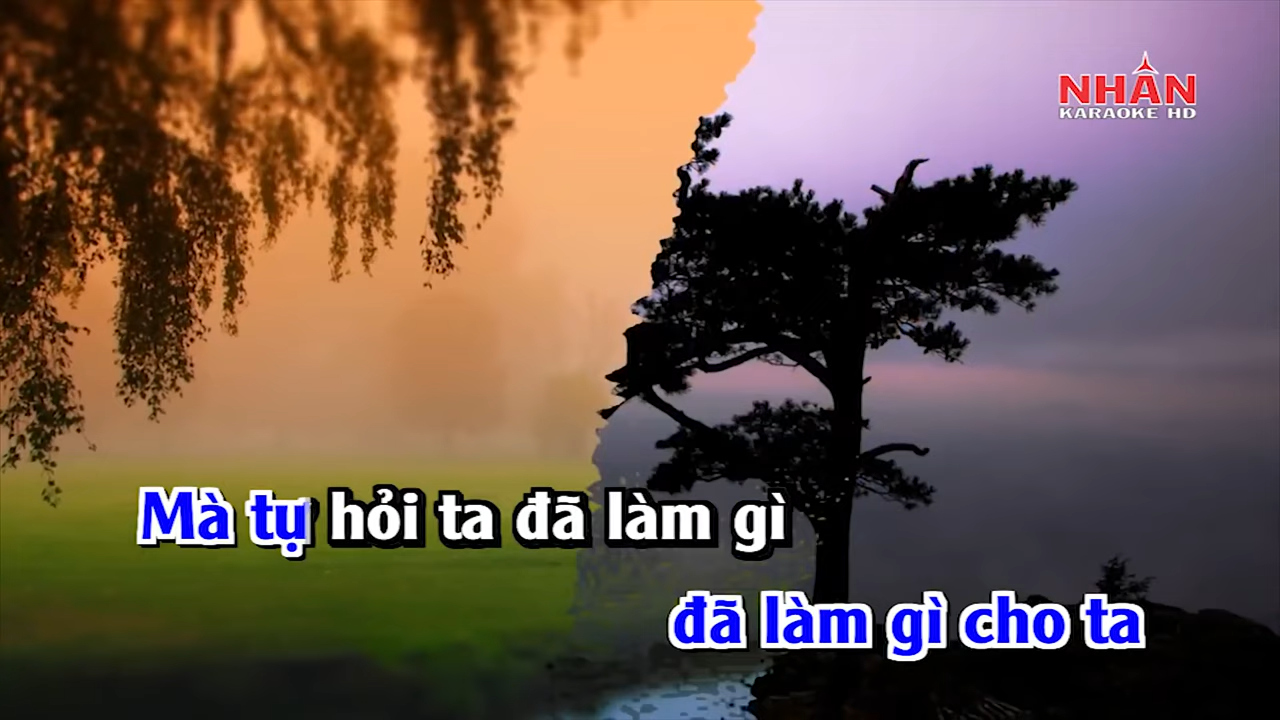 NHÂN
KARAOKE HD
Mà tự hỏi ta đã làm gì
đã làm gì cho ta